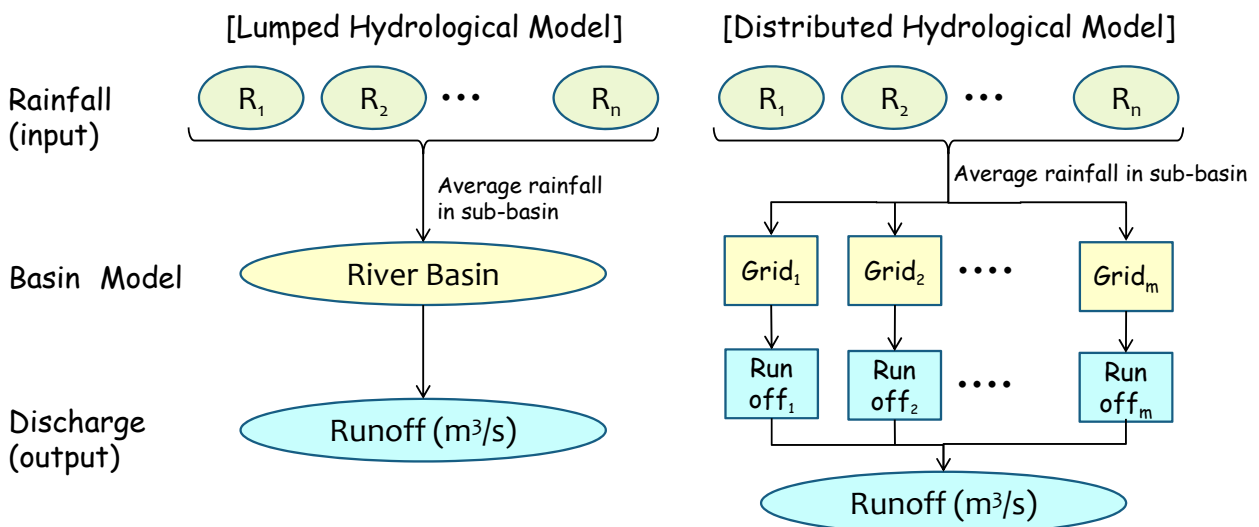 [Lumped Hydrological Model]
[Distributed Hydrological Model]
Rainfall
(input)
R₁
R₂
•••
Rₙ
R₁
R₂
•••
Rₙ
Average rainfall
in sub-basin
Average rainfall in sub-basin
Basin Model
River Basin
Grid₁
Grid₂
••••
Gridₘ
Run
off₁
Run
off₂
••••
Run
offₘ
Discharge
(output)
Runoff (m³/s)
Runoff (m³/s)